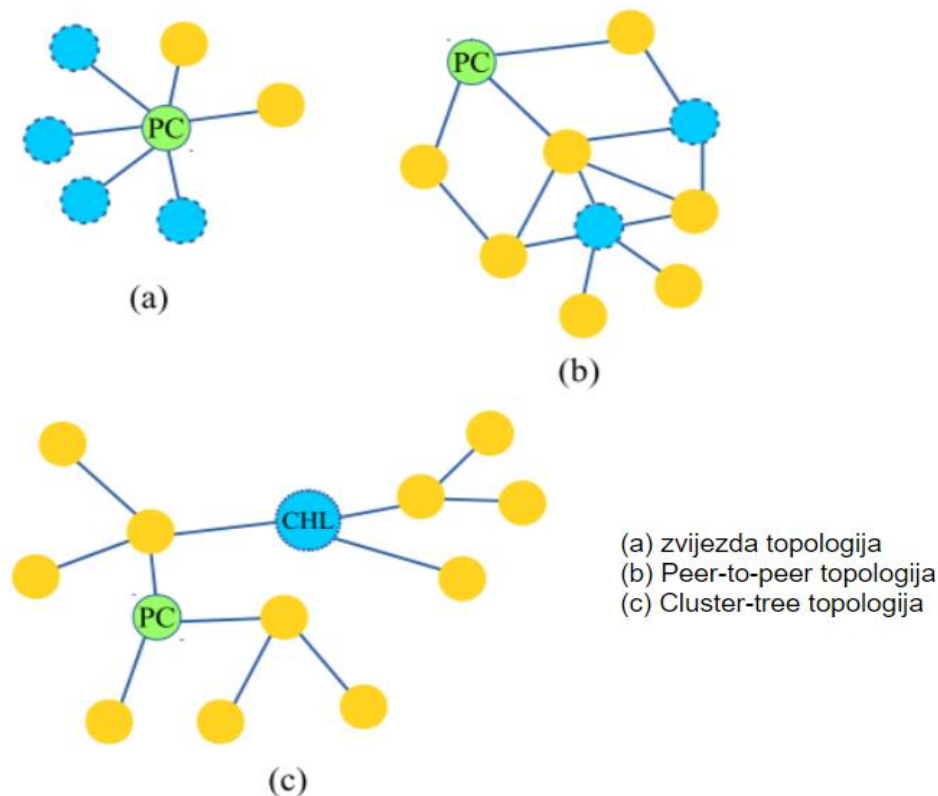 PC
(a)
PC
(b)
CHL
PC
(c)
(a) zvijezda topologija
(b) Peer-to-peer topologija
(c) Cluster-tree topologija